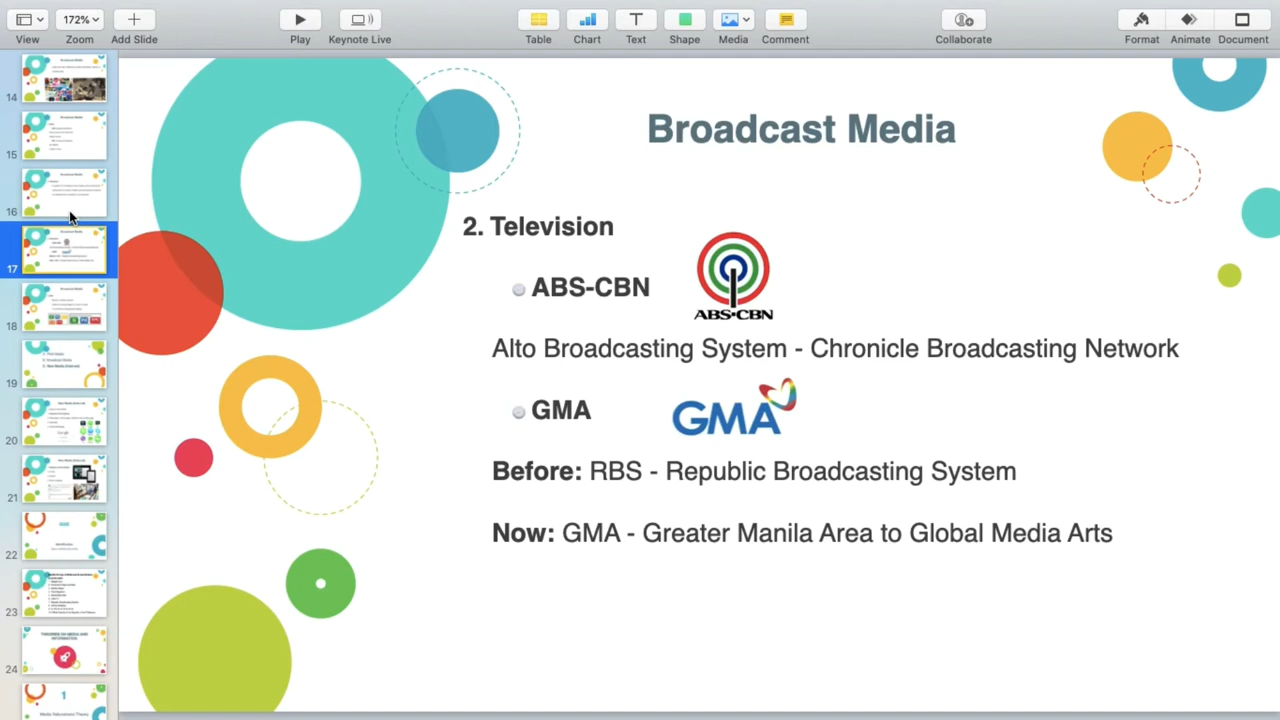 172%
View
Zoom
Add Slide
Play
Keynote Live
Table
Chart
Text
Shape
Media
Comment
Collaborate
Format
Animate
Document
14
15
16
17
19
20
21
22
23
24
Broadcast Media
2. Television
ABS-CBN
ABS-CBN
Alto Broadcasting System - Chronicle Broadcasting Network
GMA
GMA
Before: RBS - Republic Broadcasting System
Now: GMA - Greater Manila Area to Global Media Arts